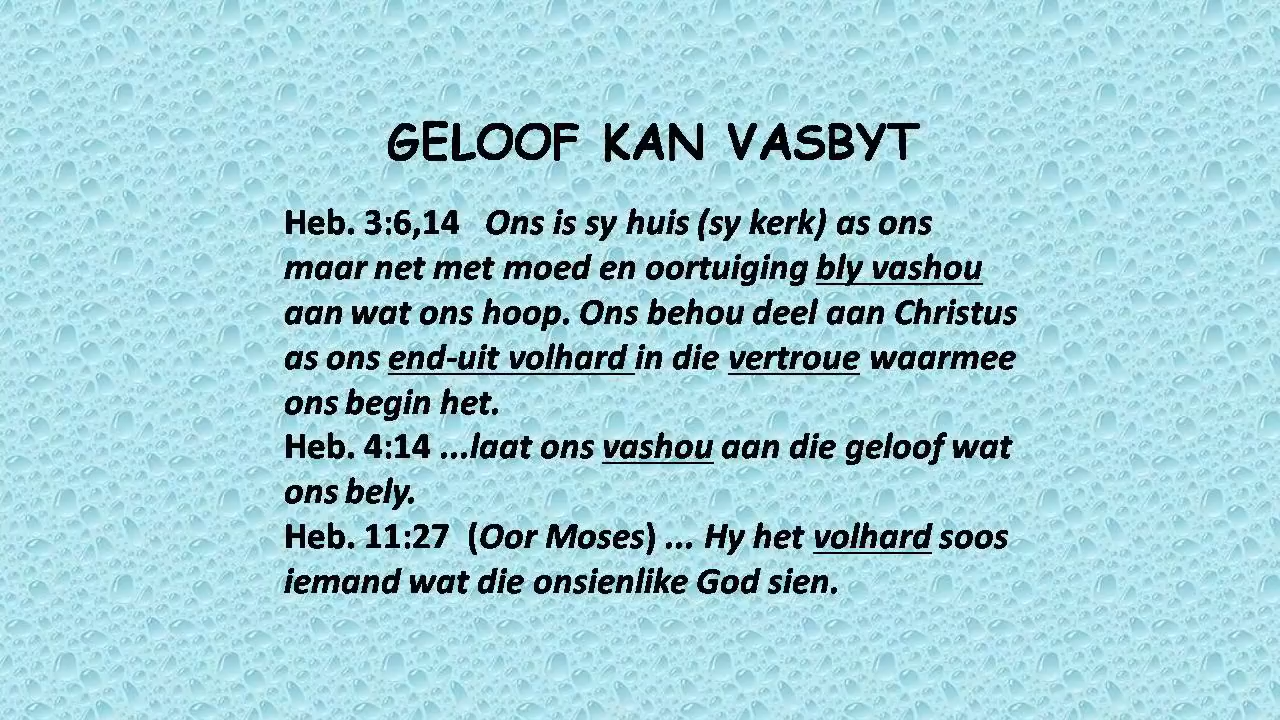 GELOOF KAN VASBYT
Heb. 3:6,14 Ons is sy huis (sy kerk) as ons
maar net met moed en oortuiging bly vashou
aan wat ons hoop. Ons behou deel aan Christus
as ons end-uit volhard in die vertroue waarmee
ons begin het.
Heb. 4:14 ...laat ons vashou aan die geloof wat
ons bely.
Heb. 11:27 (Oor Moses) ... Hy het volhard soos
iemand wat die onsienlike God sien.